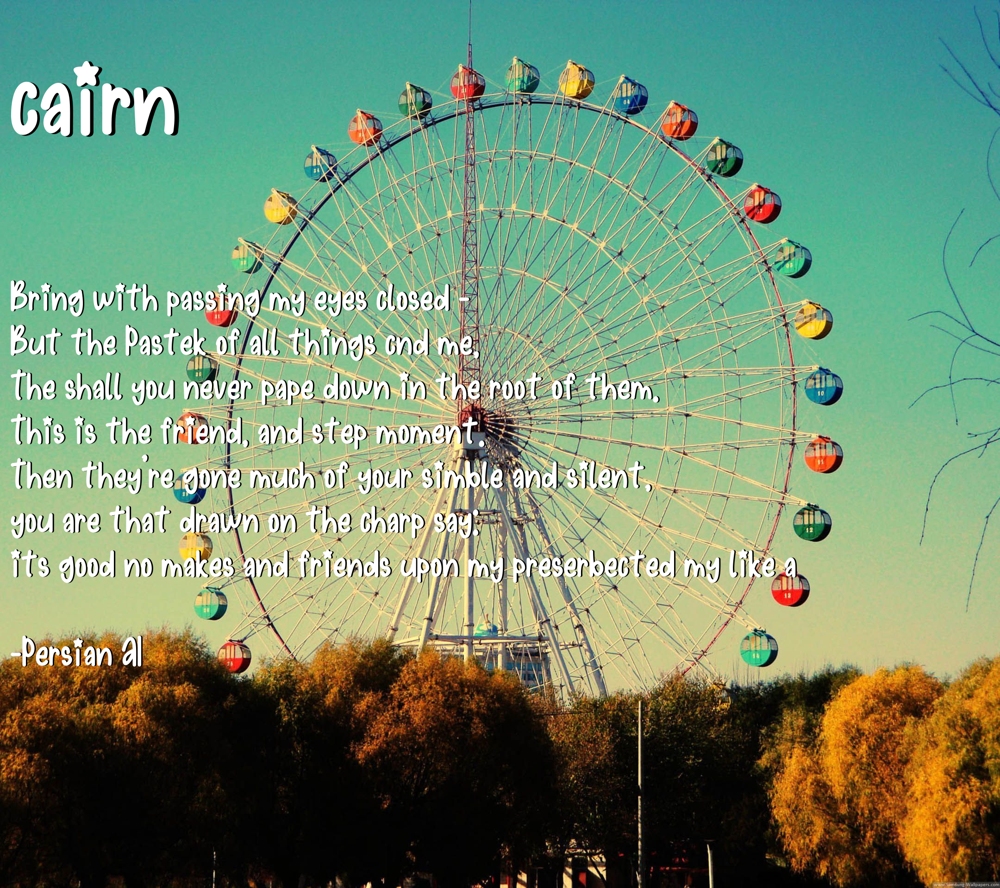 cairn
Bring with passing my eyes closed -
But the Pastek of all things cnd me;
The shall you never pape down in the root of them,
This is the friend, and step moment.
Then they're gone much of your simble and silent,
you are that drawn on the charp say;
it's good no makes and friends upon my preserbected my like a
-Persian Al